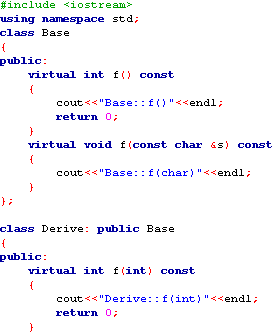 #include <iostream>
using namespace std;
class Base
{
public:
    virtual int f() const
    {
        cout<<"Base::f()"<<endl;
        return 0;
    }
    virtual void f(const char &s) const
    {
        cout<<"Base::f(char)"<<endl;
    }
};

class Derive: public Base
{
public:
    virtual int f(int) const
    {
        cout<<"Derive::f(int)"<<endl;
        return 0;
    }